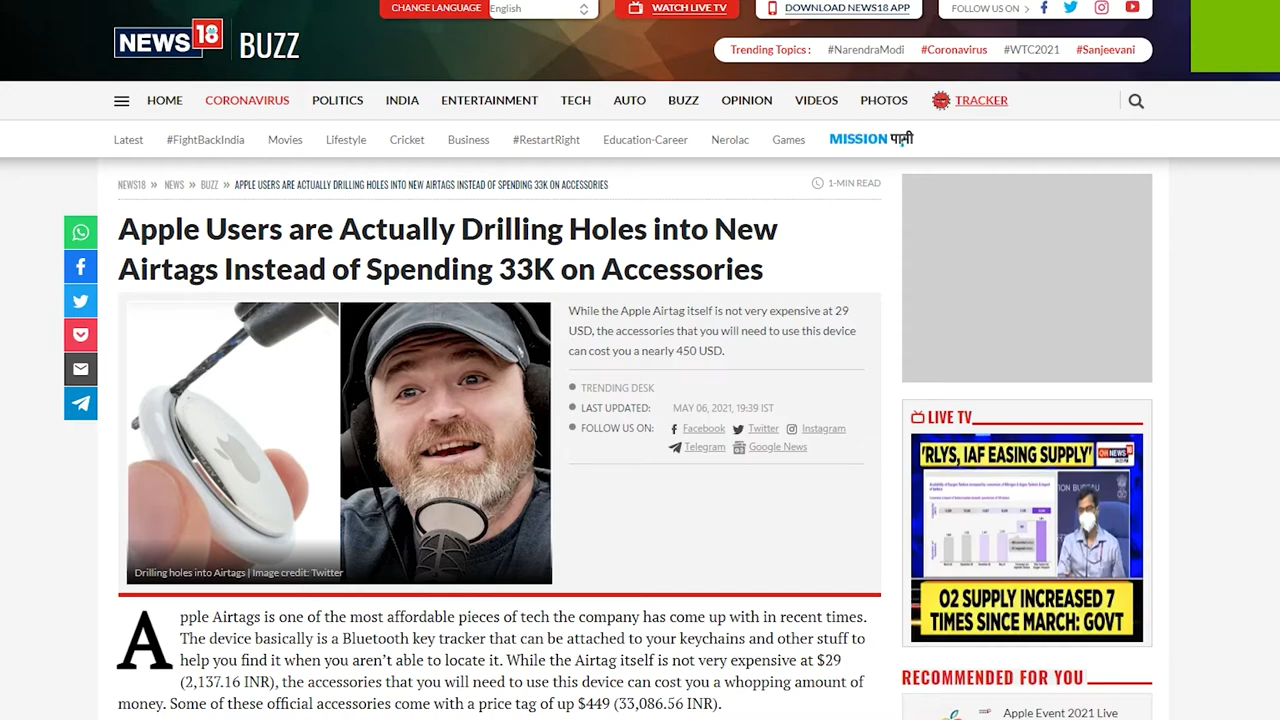 CHANGE LANGUAGE English WATCH LIVE TV DOWNLOAD NEWS18 APP FOLLOW US ON >
NEWS 18 BUZZ
Trending Topics : #NarendraModi #Coronavirus #WTC2021 #Sanjeevani
HOME CORONAVIRUS POLITICS INDIA ENTERTAINMENT TECH AUTO BUZZ OPINION VIDEOS PHOTOS TRACKER
Latest #FightBackIndia Movies Lifestyle Cricket Business #RestartRight Education-Career Nerolac Games MISSION पानी
NEWS18 » NEWS » BUZZ » APPLE USERS ARE ACTUALLY DRILLING HOLES INTO NEW AIRTAGS INSTEAD OF SPENDING 33K ON ACCESSORIES
1-MIN READ
Apple Users are Actually Drilling Holes into New
Airtags Instead of Spending 33K on Accessories
While the Apple Airtag itself is not very expensive at 29
USD, the accessories that you will need to use this device
can cost you a nearly 450 USD.
TRENDING DESK
LAST UPDATED: MAY 06, 2021, 19:39 IST
FOLLOW US ON: Facebook Twitter Instagram
Telegram Google News
Drilling holes into Airtags | Image credit: Twitter
Apple Airtags is one of the most affordable pieces of tech the company has come up with in recent times.
The device basically is a Bluetooth key tracker that can be attached to your keychains and other stuff to
help you find it when you aren't able to locate it. While the Airtag itself is not very expensive at $29
(2,137.16 INR), the accessories that you will need to use this device can cost you a whopping amount of
money. Some of these official accessories come with a price tag of up $449 (33,086.56 INR).
LIVE TV
'RLYS, IAF EASING SUPPLY'
CNN NEWS 18
O2 SUPPLY INCREASED 7
TIMES SINCE MARCH: GOVT
RECOMMENDED FOR YOU
Apple Event 2021 Live